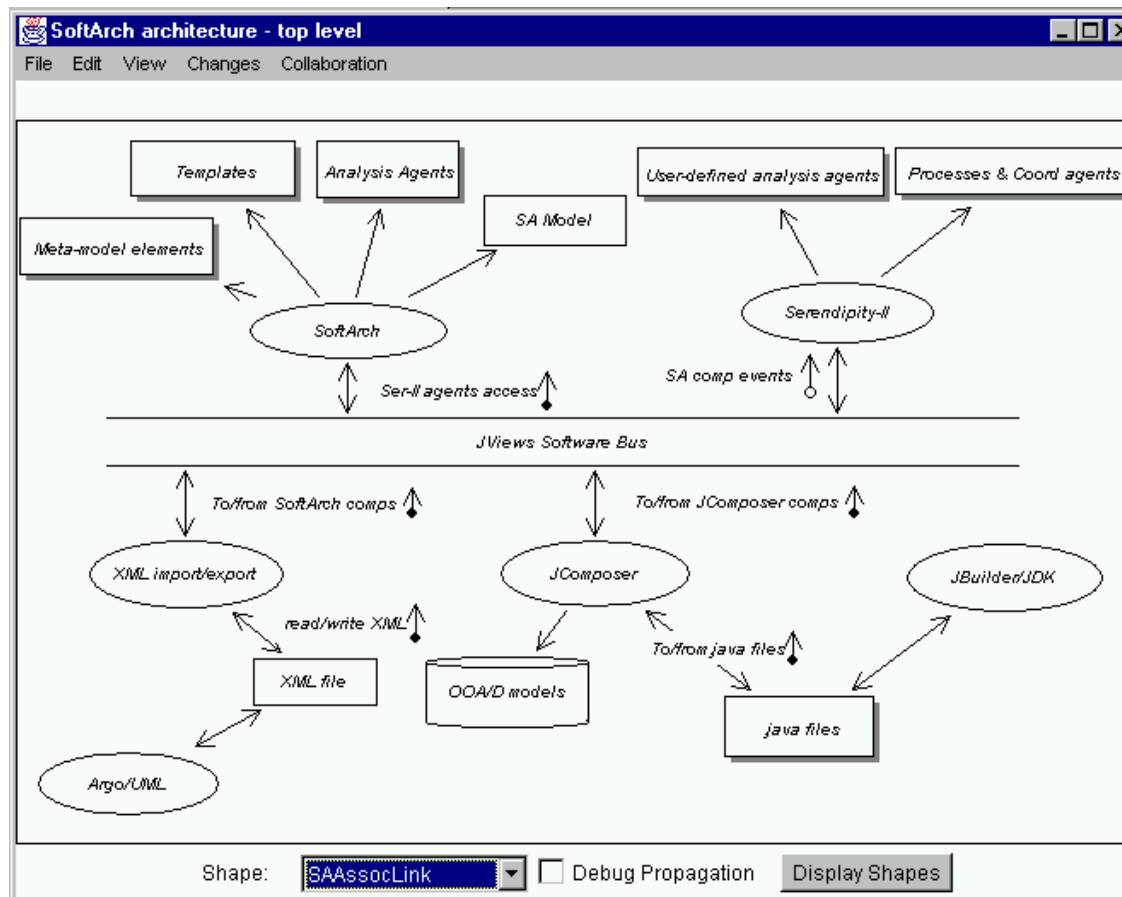 SoftArch architecture - top level
File Edit View Changes Collaboration
Templates
Analysis Agents
User-defined analysis agents
Processes & Coord agents
SA Model
Meta-model elements
SoftArch
Serendipity-II
Ser-II agents access
SA comp events
JViews Software Bus
To/from SoftArch comps
To/from JComposer comps
XML import/export
JComposer
JBuilder/JDK
read/write XML
To/from java files
XML file
OOA/D models
java files
Argo/UML
Shape: SAAssocLink Debug Propagation Display Shapes